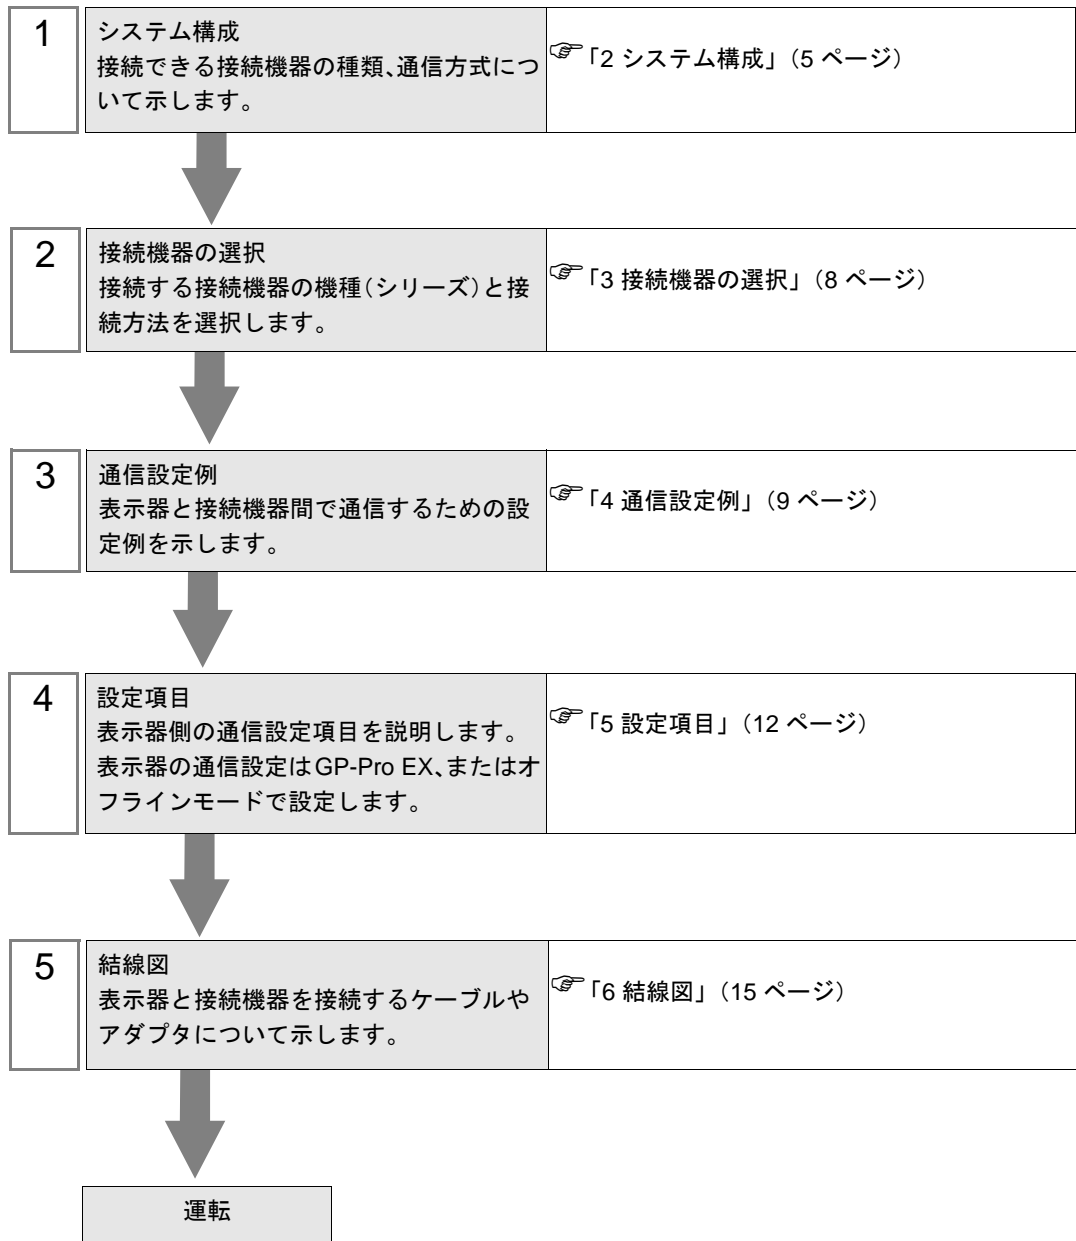 1
システム構成
接続できる接続機器の種類、通信方式につ
いて示します。
☞「2 システム構成」(5 ページ)
2
接続機器の選択
接続する接続機器の機種(シリーズ)と接
続方法を選択します。
☞「3 接続機器の選択」(8 ページ)
3
通信設定例
表示器と接続機器間で通信するための設
定例を示します。
☞「4 通信設定例」(9 ページ)
4
設定項目
表示器側の通信設定項目を説明します。
表示器の通信設定はGP-Pro EX、またはオ
フラインモードで設定します。
☞「5 設定項目」(12 ページ)
5
結線図
表示器と接続機器を接続するケーブルや
アダプタについて示します。
☞「6 結線図」(15 ページ)
運転